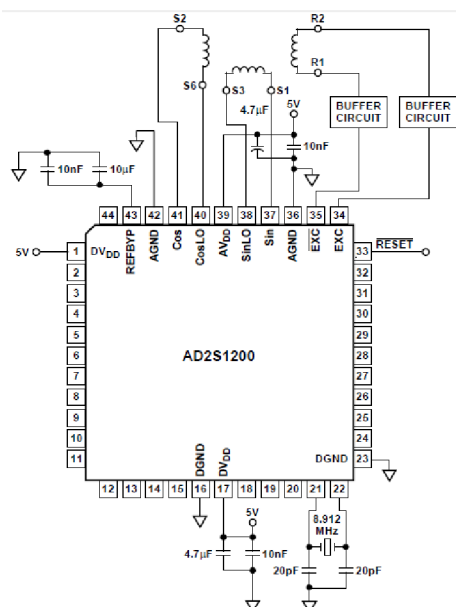 S2
R2
R1
S6
S3
S1
4.7µF
5V
BUFFER
CIRCUIT
BUFFER
CIRCUIT
10nF
10nF
10µF
44
43
42
41
40
39
38
37
36
35
34
5V
1
DVDD
REFBYP
AGND
Cos
CosLO
AVDD
SinLO
Sin
AGND
EXC
EXC
33
RESET
2
3
4
5
6
7
8
9
10
11
32
31
30
29
28
27
26
25
24
23
AD2S1200
DGND
DGND
DVDD
12
13
14
15
16
17
18
19
20
21
22
5V
8.912
MHz
4.7µF
10nF
20pF
20pF